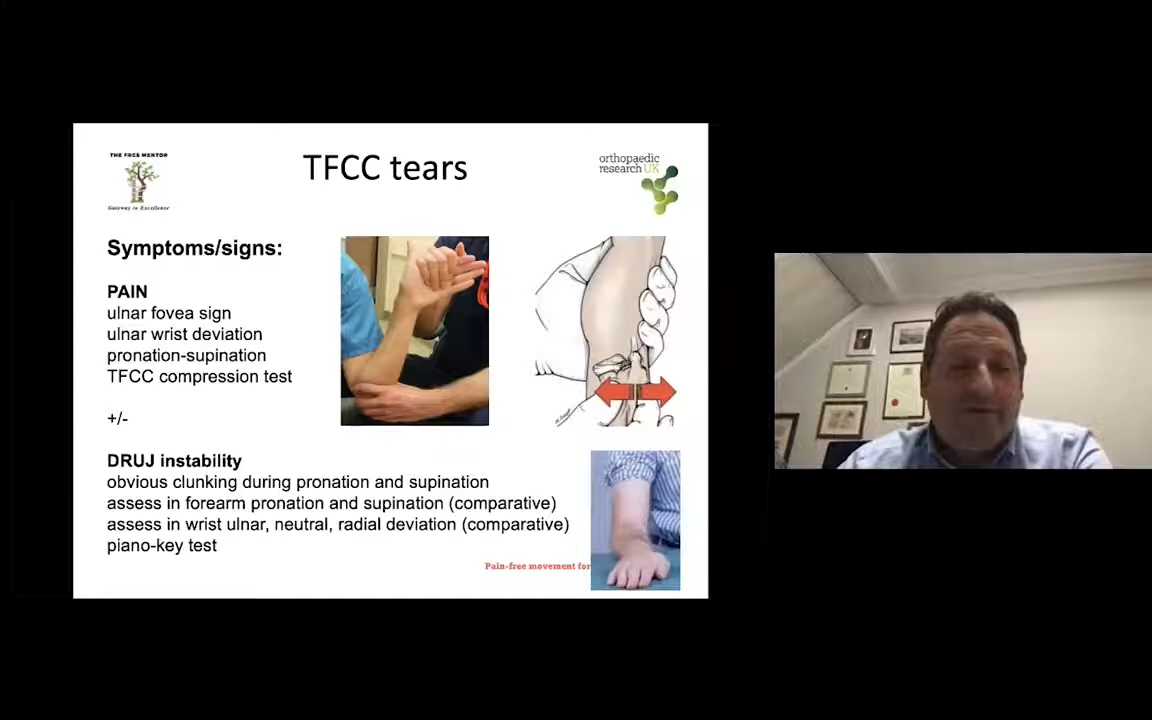 THE FRCS MENTOR
Gateway to Excellence
TFCC tears
orthopaedic
research UK
Symptoms/signs:
PAIN
ulnar fovea sign
ulnar wrist deviation
pronation-supination
TFCC compression test
+/-
DRUJ instability
obvious clunking during pronation and supination
assess in forearm pronation and supination (comparative)
assess in wrist ulnar, neutral, radial deviation (comparative)
piano-key test
Pain-free movement for